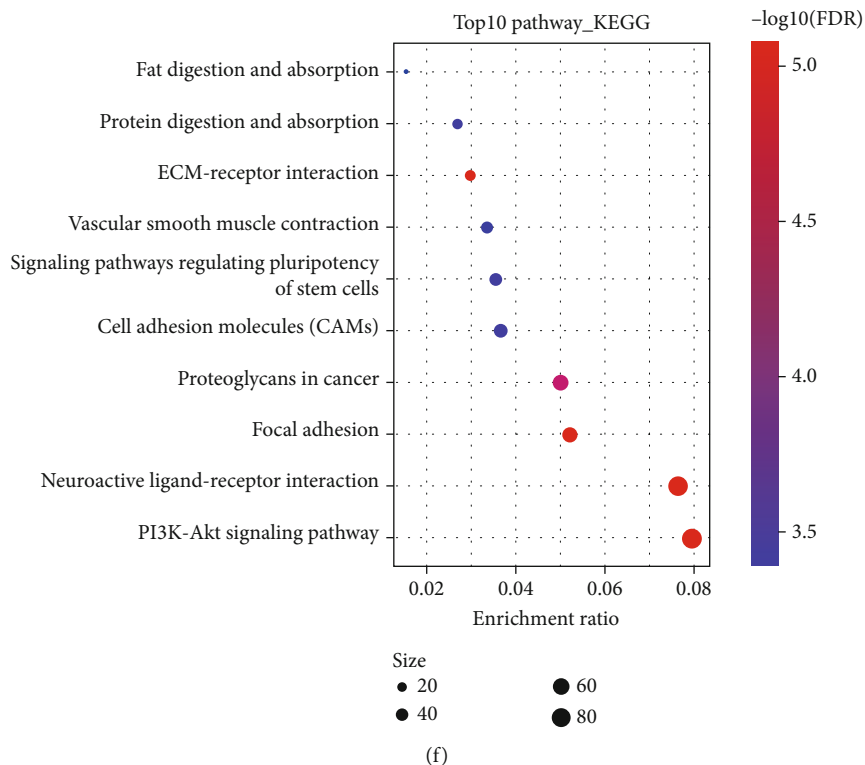 Top10 pathway_KEGG
–log10(FDR)
Fat digestion and absorption
Protein digestion and absorption
ECM-receptor interaction
Vascular smooth muscle contraction
Signaling pathways regulating pluripotency
of stem cells
Cell adhesion molecules (CAMs)
Proteoglycans in cancer
Focal adhesion
Neuroactive ligand-receptor interaction
PI3K-Akt signaling pathway
0.02 0.04 0.06 0.08
Enrichment ratio
5.0
4.5
4.0
3.5
Size
20 60
40 80
(f)